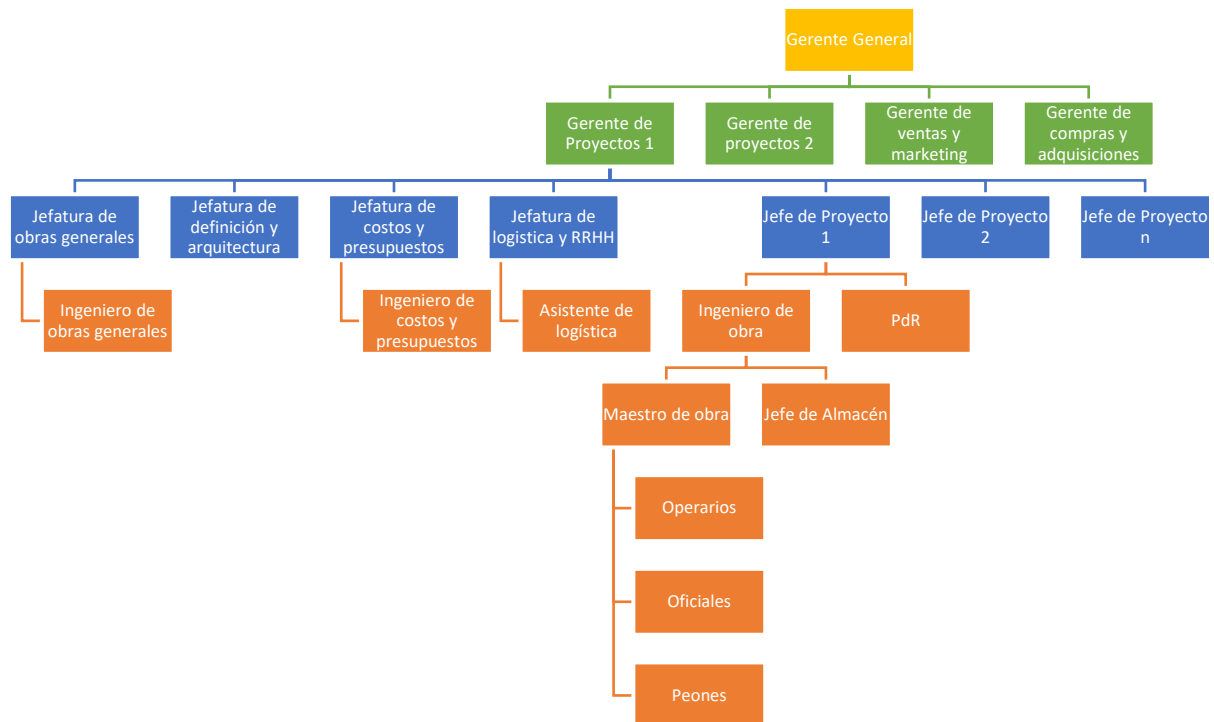 Gerente General
Gerente de
Proyectos 1
Gerente de
proyectos 2
Gerente de
ventas y
marketing
Gerente de
compras y
adquisiciones
Jefatura de
obras generales
Jefatura de
definición y
arquitectura
Jefatura de
costos y
presupuestos
Jefatura de
logistica y RRHH
Jefe de Proyecto
1
Jefe de Proyecto
2
Jefe de Proyecto
n
Ingeniero de
obras generales
Ingeniero de
costos y
presupuestos
Asistente de
logística
Ingeniero de
obra
PdR
Maestro de obra
Jefe de Almacén
Operarios
Oficiales
Peones